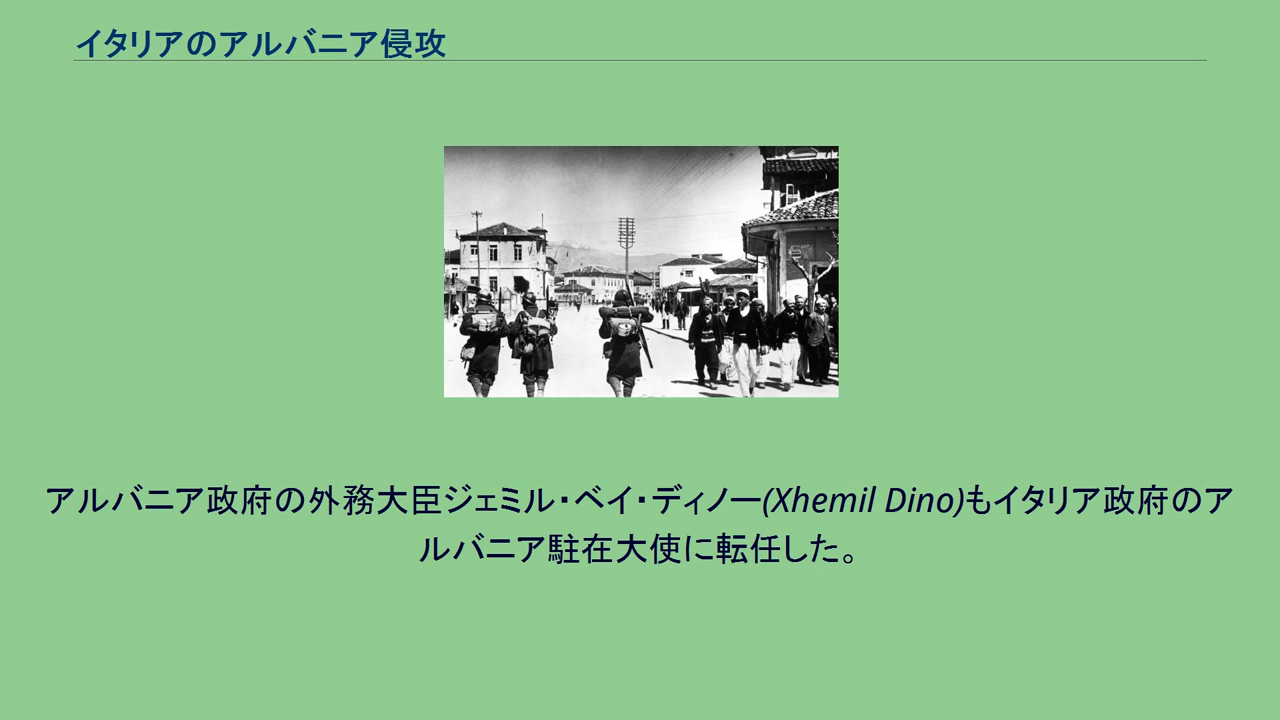 イタリアのアルバニア侵攻
アルバニア政府の外務大臣ジェミル・ベイ・ディノー(Xhemil Dino)もイタリア政府のア
ルバニア駐在大使に転任した。